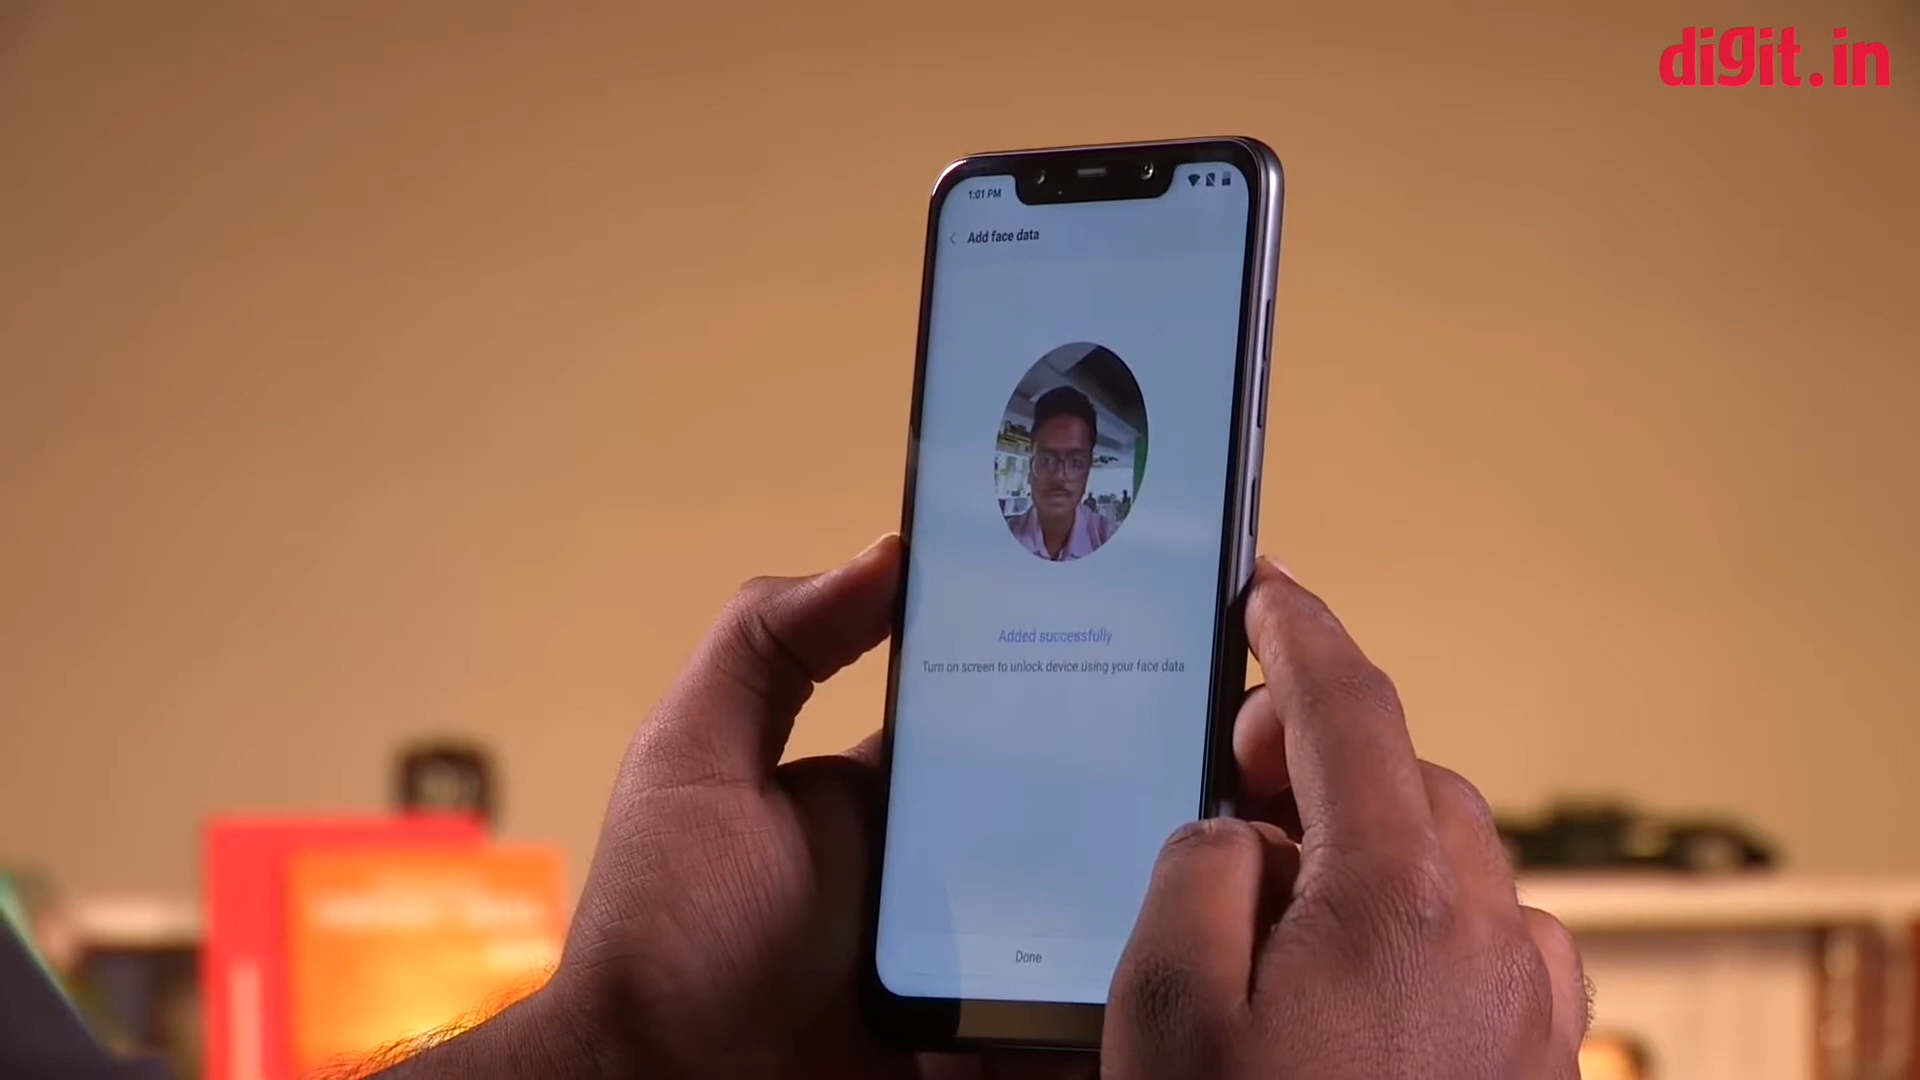 digit.in
1:01 PM
Add face data
Added successfully
Turn on screen to unlock device using your face data
Done